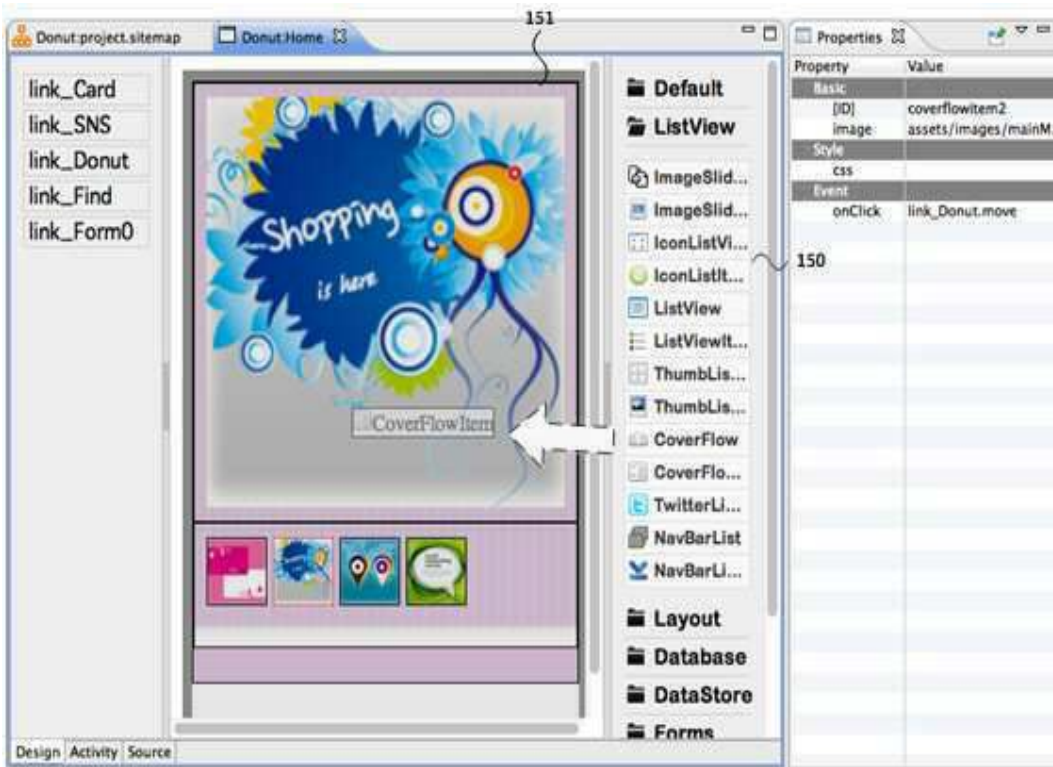 151
Donut:project.sitemap
Donut:Home
Properties
link_Card
link_SNS
link_Donut
link_Find
link_Form0
Shopping
is here
CoverFlowItem
Default
ListView
ImageSlid...
ImageSlid...
IconListVi...
IconListIt...
ListView
ListViewIt...
ThumbLis...
ThumbLis...
CoverFlow
CoverFlo...
TwitterLi...
NavBarList
NavBarLi...
Layout
Database
DataStore
Forms
150
Property Value
Basic
[ID] coverflowitem2
image assets/images/mainM
Style
css
Event
onClick link_Donut.move
Design Activity Source